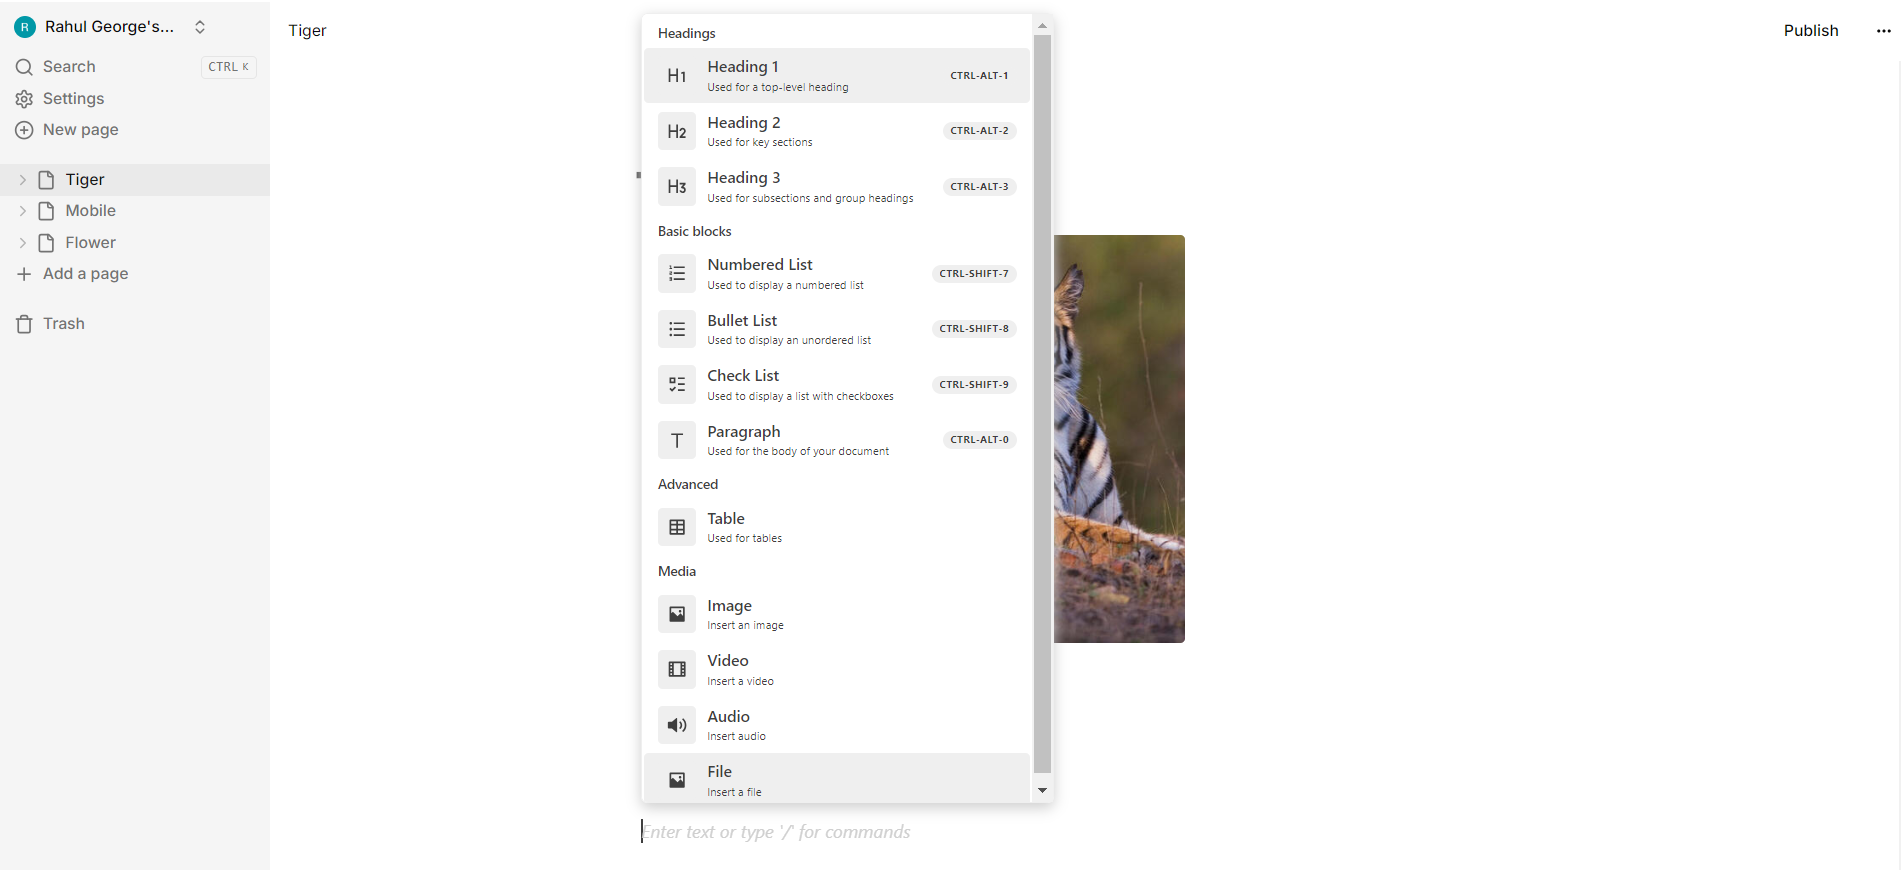 R Rahul George's...
Search CTRL K
Settings
New page
Tiger
Mobile
Flower
Add a page
Trash
Tiger
Publish
Headings
H1 Heading 1 CTRL-ALT-1
Used for a top-level heading
H2 Heading 2 CTRL-ALT-2
Used for key sections
H3 Heading 3 CTRL-ALT-3
Used for subsections and group headings
Basic blocks
Numbered List CTRL-SHIFT-7
Used to display a numbered list
Bullet List CTRL-SHIFT-8
Used to display an unordered list
Check List CTRL-SHIFT-9
Used to display a list with checkboxes
T Paragraph CTRL-ALT-0
Used for the body of your document
Advanced
Table
Used for tables
Media
Image
Insert an image
Video
Insert a video
Audio
Insert audio
File
Insert a file
Enter text or type '/' for commands